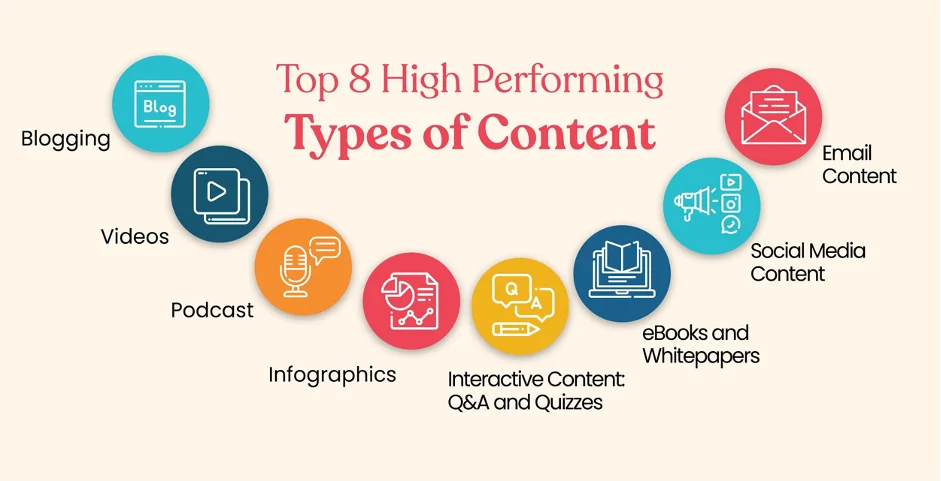 Top 8 High Performing
Types of Content
Blog
Blogging
Videos
Podcast
Infographics
Q
A
Interactive Content:
Q&A and Quizzes
eBooks and
Whitepapers
Social Media
Content
Email
Content